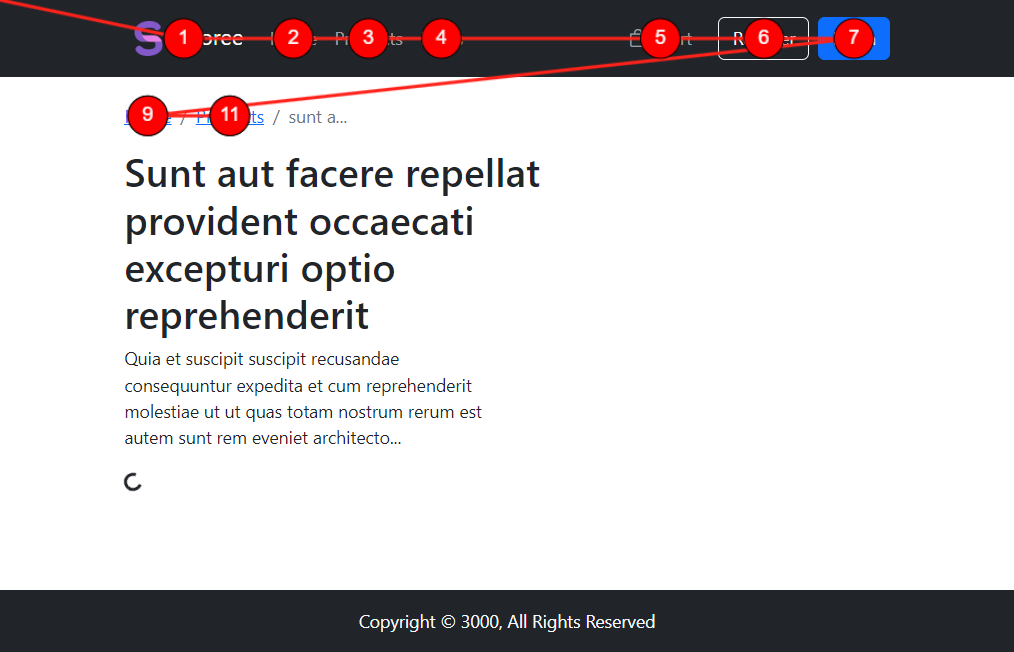 1 2 3 4 5 6 7
9 / 11 / sunt a...
Sunt aut facere repellat
provident occaecati
excepturi optio
reprehenderit
Quia et suscipit suscipit recusandae
consequuntur expedita et cum reprehenderit
molestiae ut ut quas totam nostrum rerum est
autem sunt rem eveniet architecto...
Copyright © 3000, All Rights Reserved